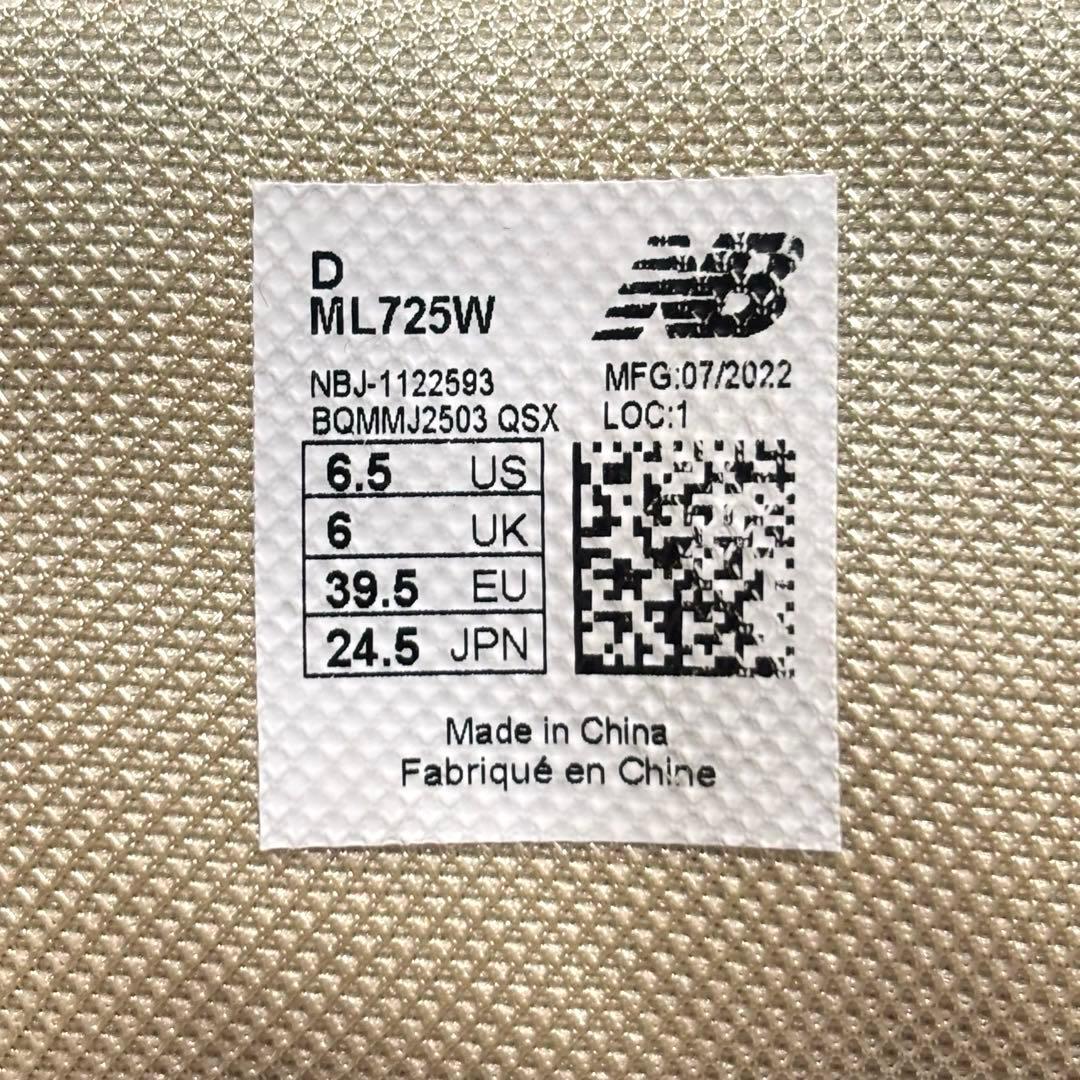 D
ML725W
NB
NBJ-1122593
MFG:07/2022
BQMMJ2503 QSX
LOC:1
6.5 US
6 UK
39.5 EU
24.5 JPN
Made in China
Fabriqué en Chine